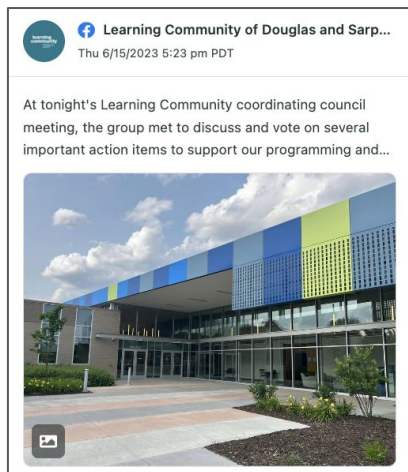 learning
community
Learning Community of Douglas and Sarp...
Thu 6/15/2023 5:23 pm PDT
At tonight's Learning Community coordinating council
meeting, the group met to discuss and vote on several
important action items to support our programming and...